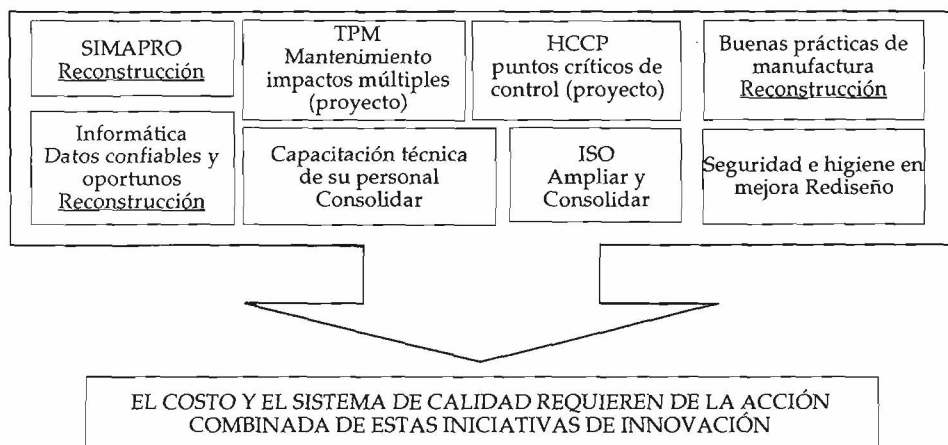 SIMAPRO
Reconstrucción
TPM
Mantenimiento
impactos múltiples
(proyecto)
HCCP
puntos críticos de
control (proyecto)
Buenas prácticas de
manufactura
Reconstrucción
Informática
Datos confiables y
oportunos
Reconstrucción
Capacitación técnica
de su personal
Consolidar
ISO
Ampliar y
Consolidar
Seguridad e higiene en
mejora Rediseño
EL COSTO Y EL SISTEMA DE CALIDAD REQUIEREN DE LA ACCIÓN
COMBINADA DE ESTAS INICIATIVAS DE INNOVACIÓN